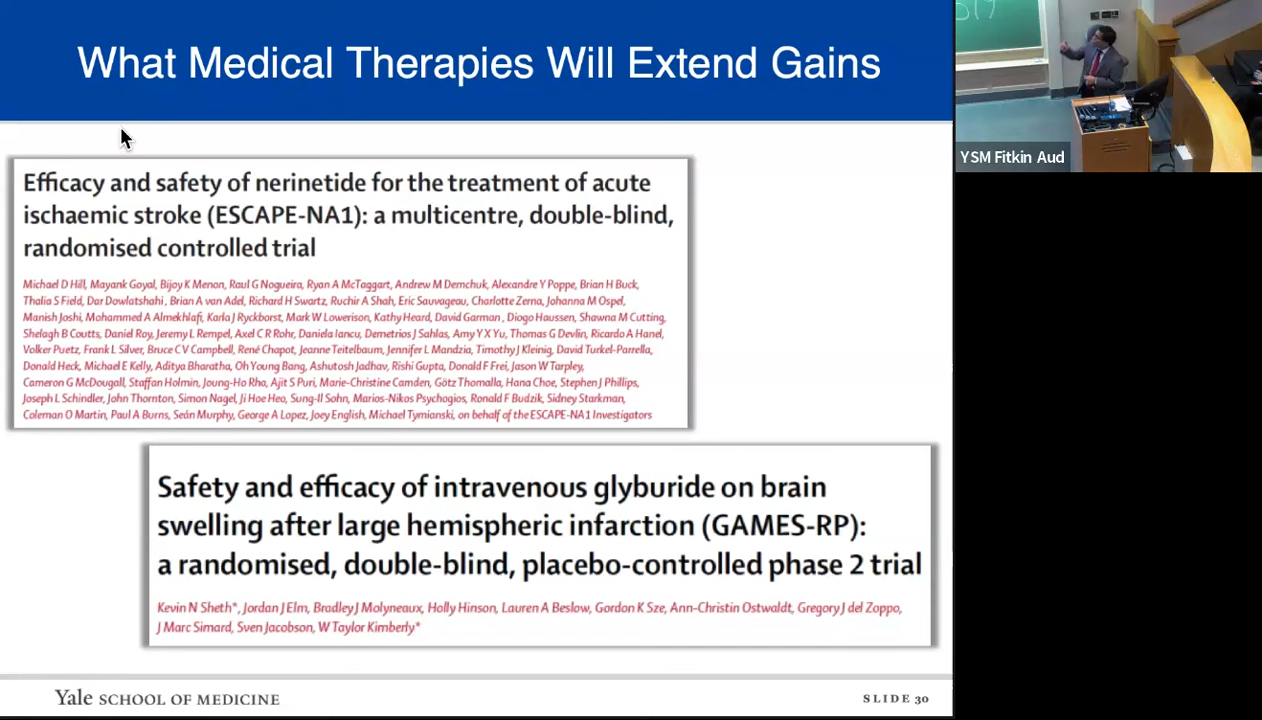 What Medical Therapies Will Extend Gains
YSM Fitkin Aud
Efficacy and safety of nerinetide for the treatment of acute
ischaemic stroke (ESCAPE-NA1): a multicentre, double-blind,
randomised controlled trial
Michael D Hill, Mayank Goyal, Bijoy K Menon, Raul G Nogueira, Ryan A McTaggart, Andrew M Demchuk, Alexandre Y Poppe, Brian H Buck,
Thalia S Field, Dar Dowlatshahi, Brian A van Adel, Richard H Swartz, Ruchir A Shah, Eric Sauvageau, Charlotte Zerna, Johanna M Ospel,
Manish Joshi, Mohammed A Almekhlafi, Karla J Ryckborst, Mark W Lowerison, Kathy Heard, David Garman, Diogo Haussen, Shawna M Cutting,
Shelagh B Coutts, Daniel Roy, Jeremy L Rempel, Axel C R Rohr, Daniela Iancu, Demetrios J Sahlas, Amy Y X Yu, Thomas G Devlin, Ricardo A Hanel,
Volker Puetz, Frank L Silver, Bruce C V Campbell, René Chapot, Jeanne Teitelbaum, Jennifer L Mandzia, Timothy J Kleinig, David Turkel-Parrella,
Donald Heck, Michael E Kelly, Aditya Bharatha, Oh Young Bang, Ashutosh Jadhav, Rishi Gupta, Donald F Frei, Jason W Tarpley,
Cameron G McDougall, Staffan Holmin, Joung-Ho Rha, Ajit S Puri, Marie-Christine Camden, Götz Thomalla, Hana Choe, Stephen J Phillips,
Joseph L Schindler, John Thornton, Simon Nagel, Ji Hoe Heo, Sung-Il Sohn, Marios-Nikos Psychogios, Ronald F Budzik, Sidney Starkman,
Coleman O Martin, Paul A Burns, Seán Murphy, George A Lopez, Joey English, Michael Tymianski, on behalf of the ESCAPE-NA1 Investigators
Safety and efficacy of intravenous glyburide on brain
swelling after large hemispheric infarction (GAMES-RP):
a randomised, double-blind, placebo-controlled phase 2 trial
Kevin N Sheth*, Jordan J Elm, Bradley J Molyneaux, Holly Hinson, Lauren A Beslow, Gordon K Sze, Ann-Christin Ostwaldt, Gregory J del Zoppo,
J Marc Simard, Sven Jacobson, W Taylor Kimberly*
Yale SCHOOL OF MEDICINE
SLIDE 30